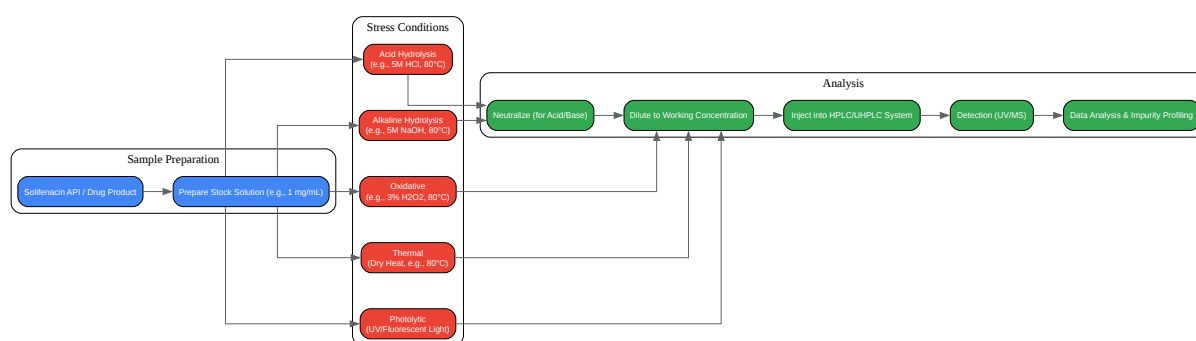 Sample Preparation
Solifenacin API / Drug Product
Prepare Stock Solution (e.g., 1 mg/mL)
Stress Conditions
Acid Hydrolysis
(e.g., 5M HCl, 80°C)
Alkaline Hydrolysis
(e.g., 5M NaOH, 80°C)
Oxidative
(e.g., 3% H2O2, 80°C)
Thermal
(Dry Heat, e.g., 80°C)
Photolytic
(UV/Fluorescent Light)
Analysis
Neutralize (for Acid/Base)
Dilute to Working Concentration
Inject into HPLC/UHPLC System
Detection (UV/MS)
Data Analysis & Impurity Profiling